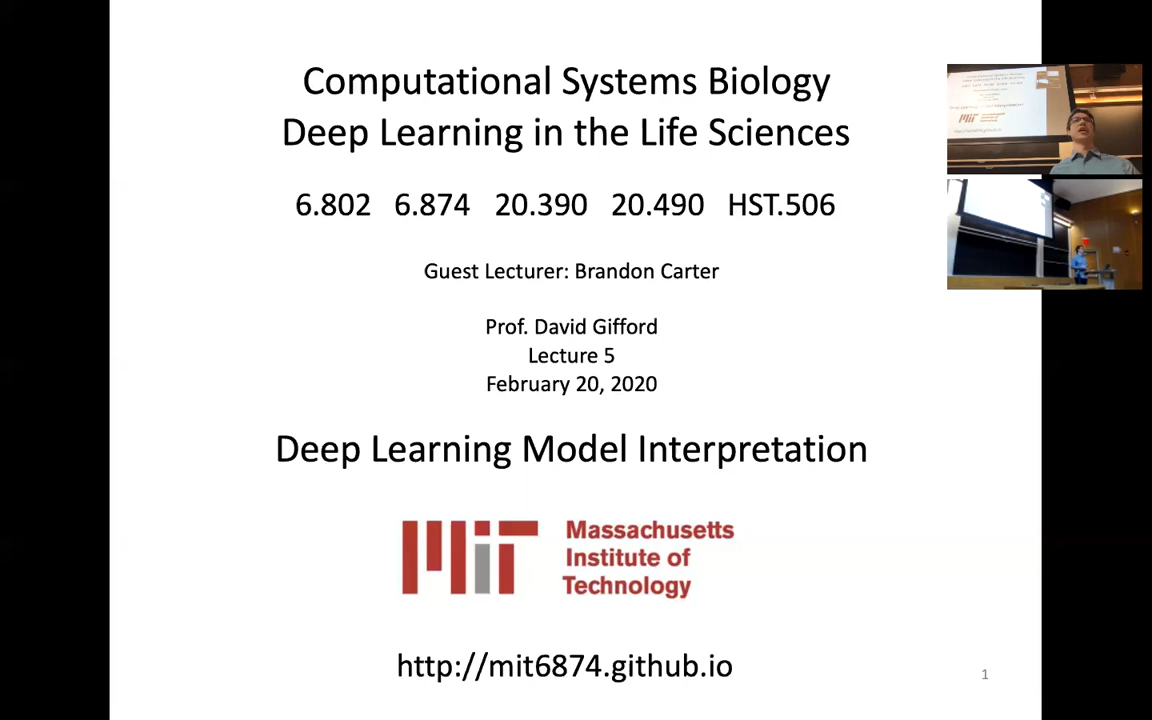 Computational Systems Biology
Deep Learning in the Life Sciences
6.802 6.874 20.390 20.490 HST.506
Guest Lecturer: Brandon Carter
Prof. David Gifford
Lecture 5
February 20, 2020
Deep Learning Model Interpretation
MiT
Massachusetts
Institute of
Technology
http://mit6874.github.io
1